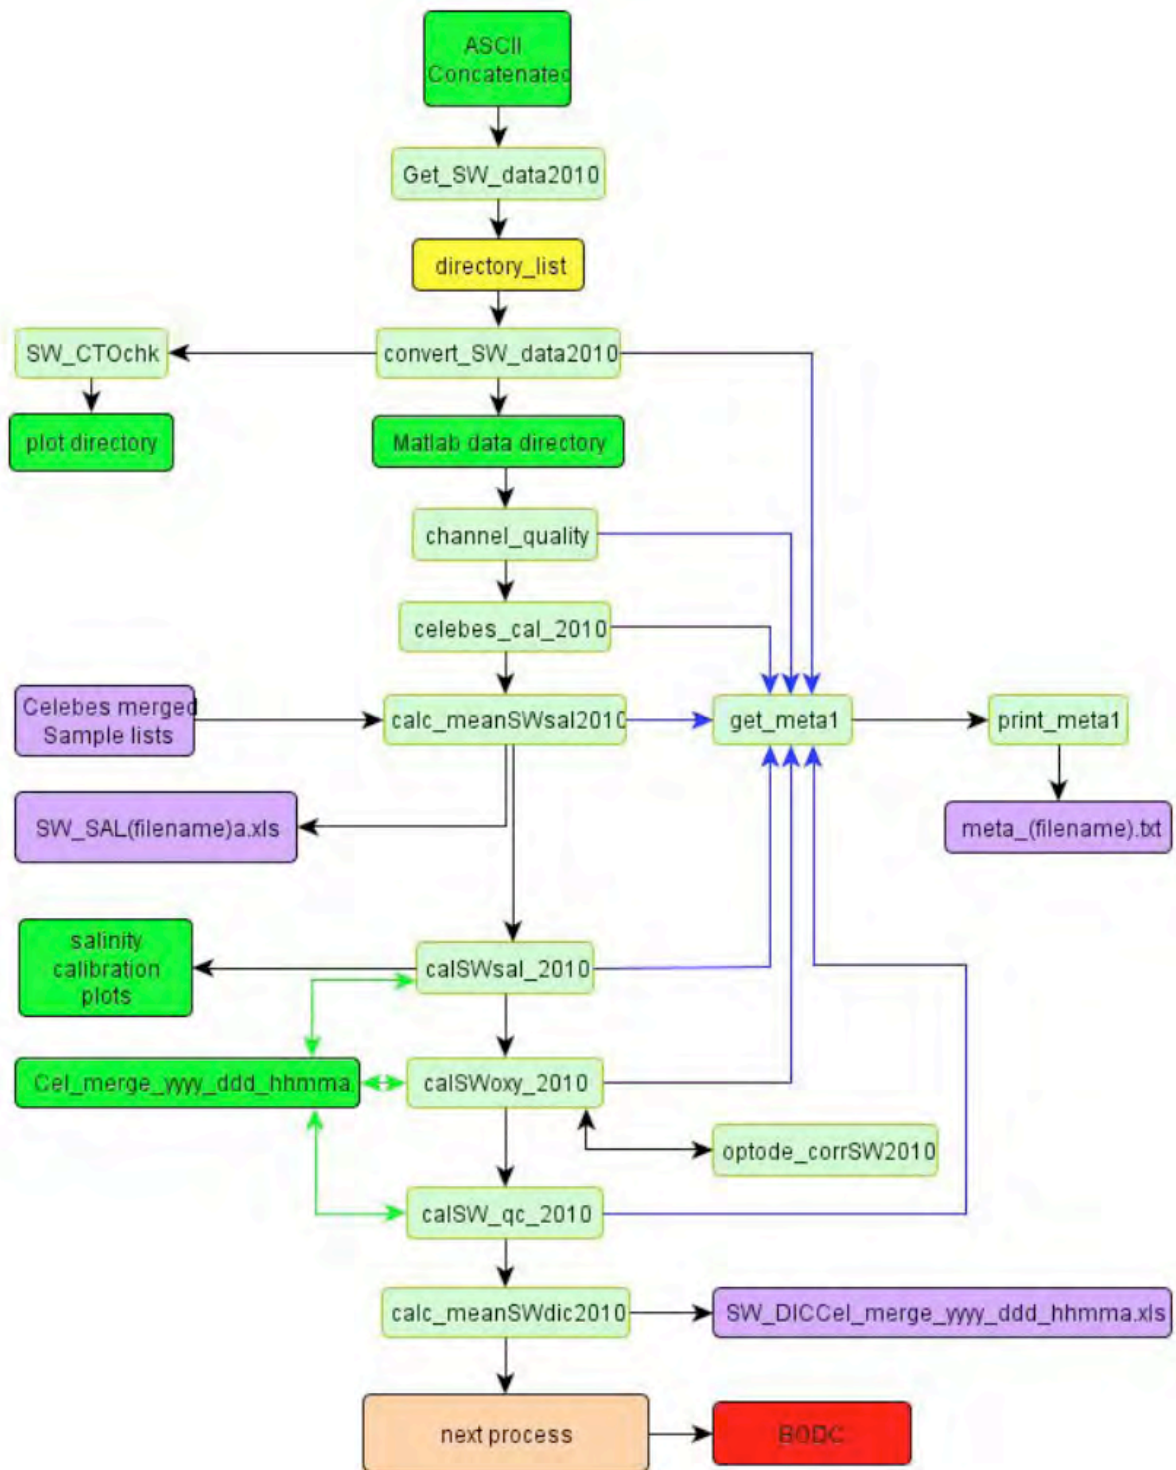 ASCII
Concatenated
Get_SW_data2010
directory_list
SW_CTOchk
convert_SW_data2010
plot directory
Matlab data directory
channel_quality
celebes_cal_2010
Celebes merged
Sample lists
calc_meanSWsal2010
get_meta1
print_meta1
SW_SAL(filename)a.xls
meta_(filename).txt
salinity
calibration
plots
calSWsal_2010
Cel_merge_yyyy_ddd_hhmma.
calSWoxy_2010
optode_corrSW2010
calSW_qc_2010
calc_meanSWdic2010
SW_DICCel_merge_yyyy_ddd_hhmma.xls
next process
BODC